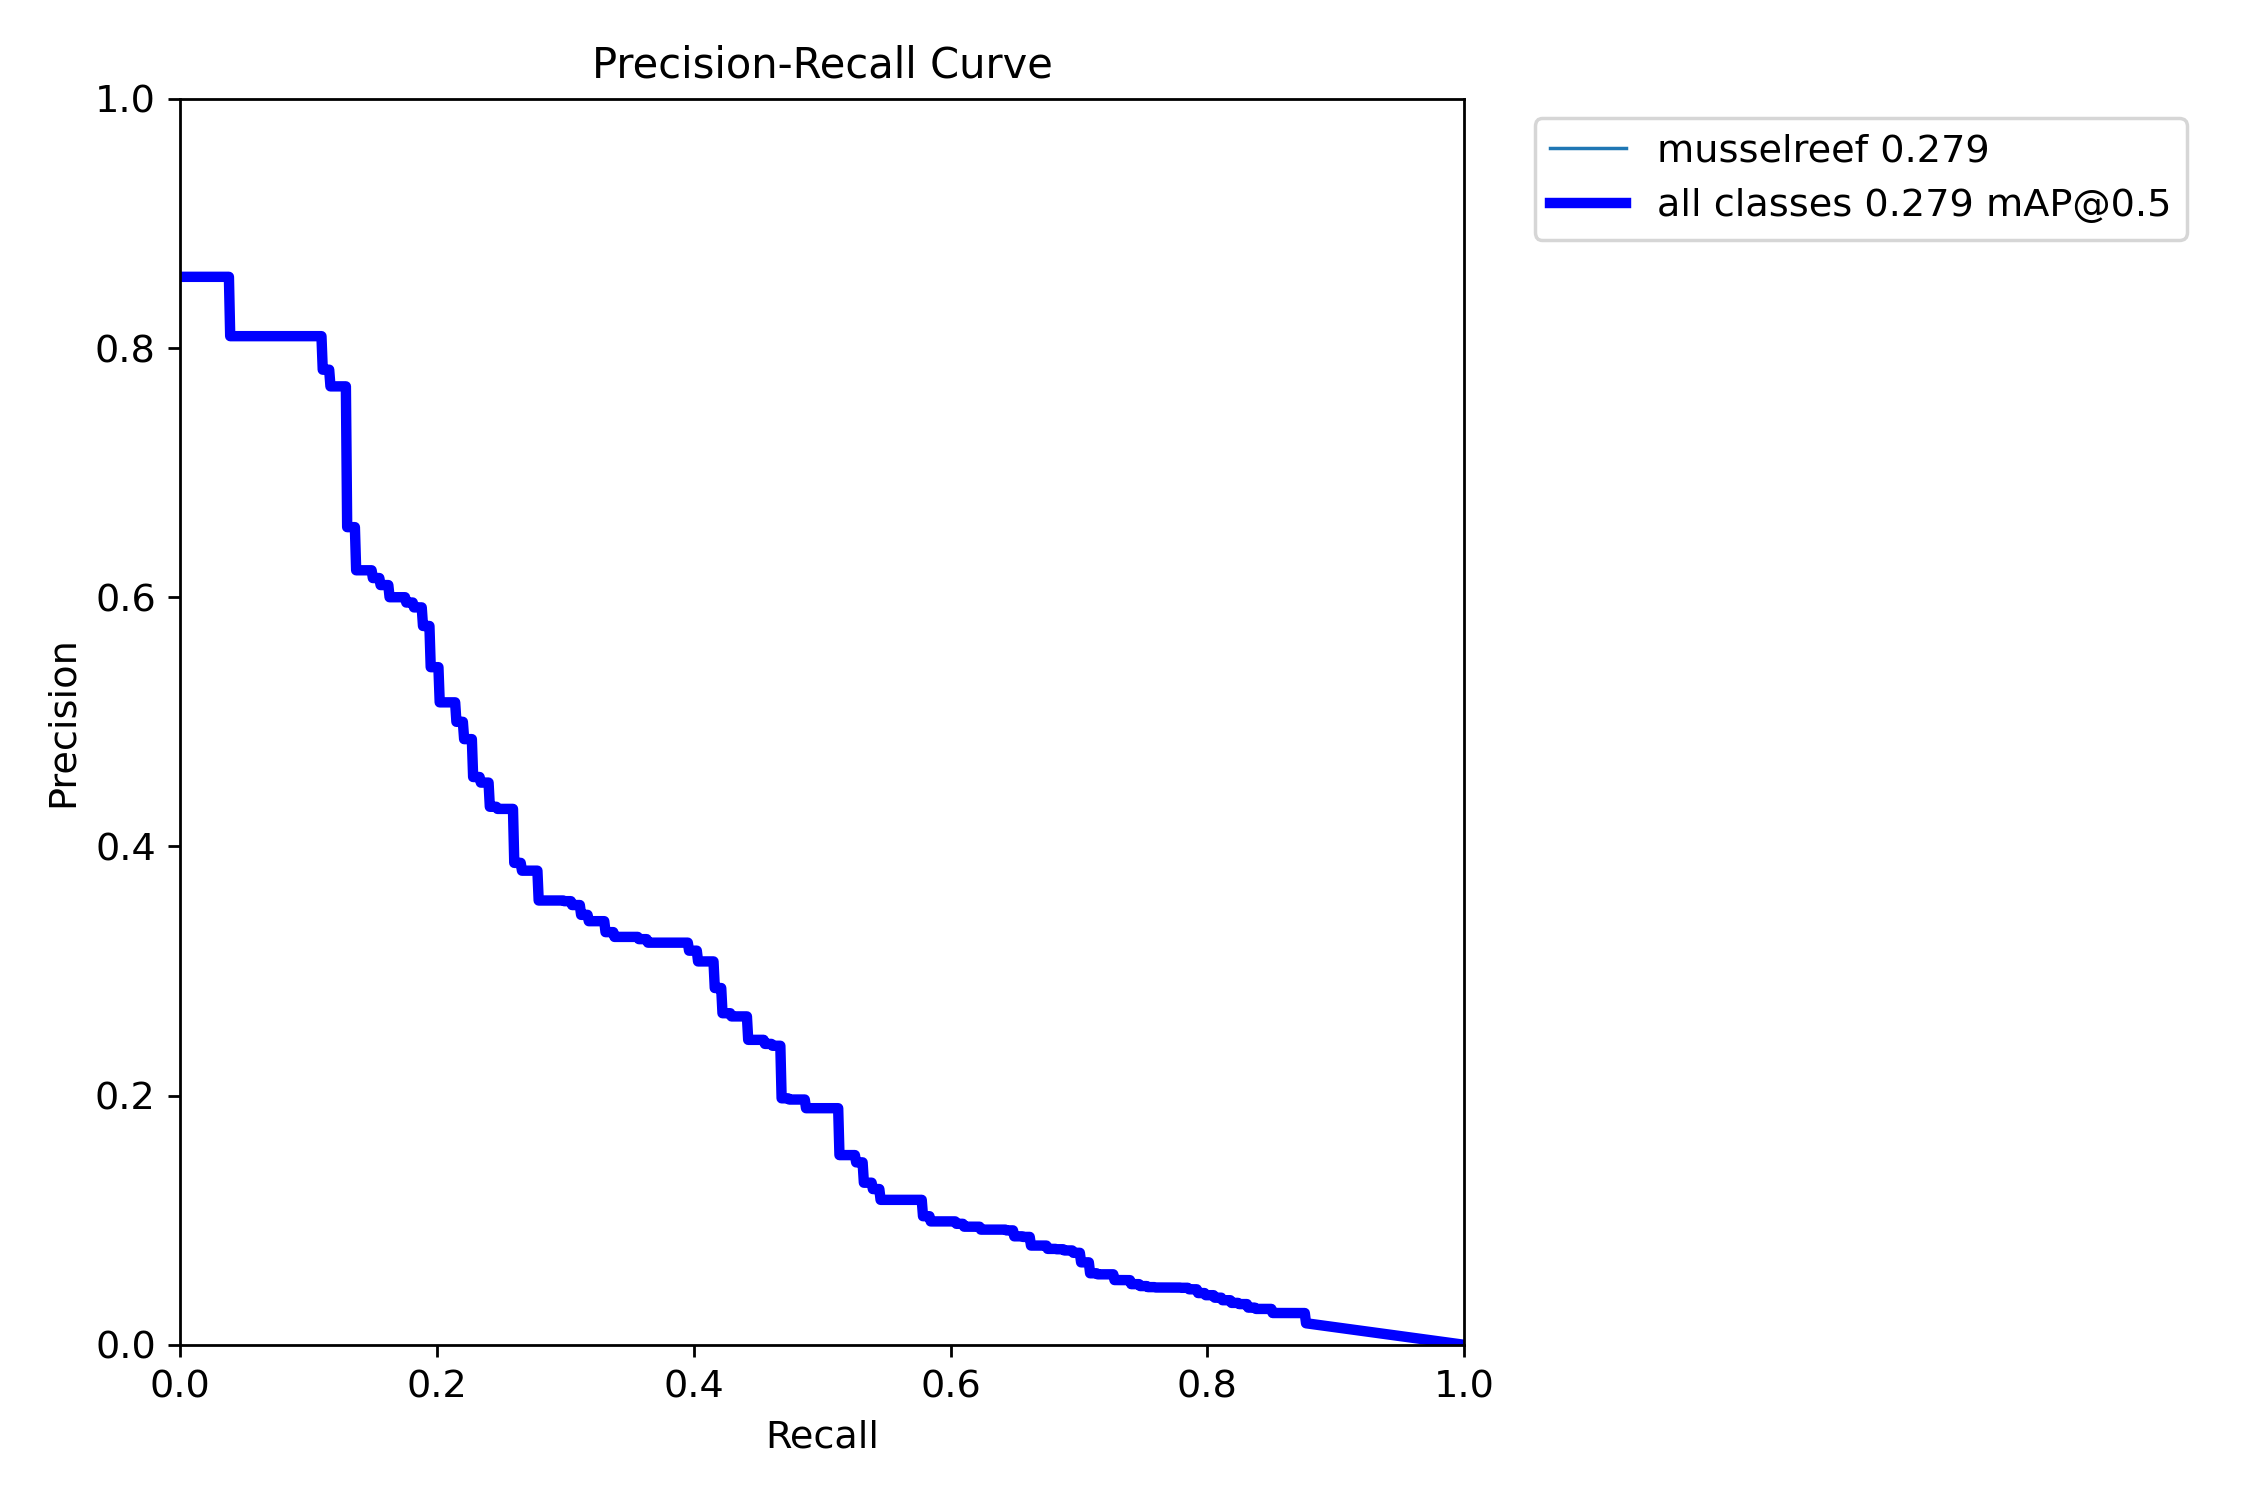 Precision-Recall Curve
1.0
0.8
0.6
0.4
0.2
0.0
Precision
0.0 0.2 0.4 0.6 0.8 1.0
Recall
musselreef 0.279
all classes 0.279 mAP@0.5